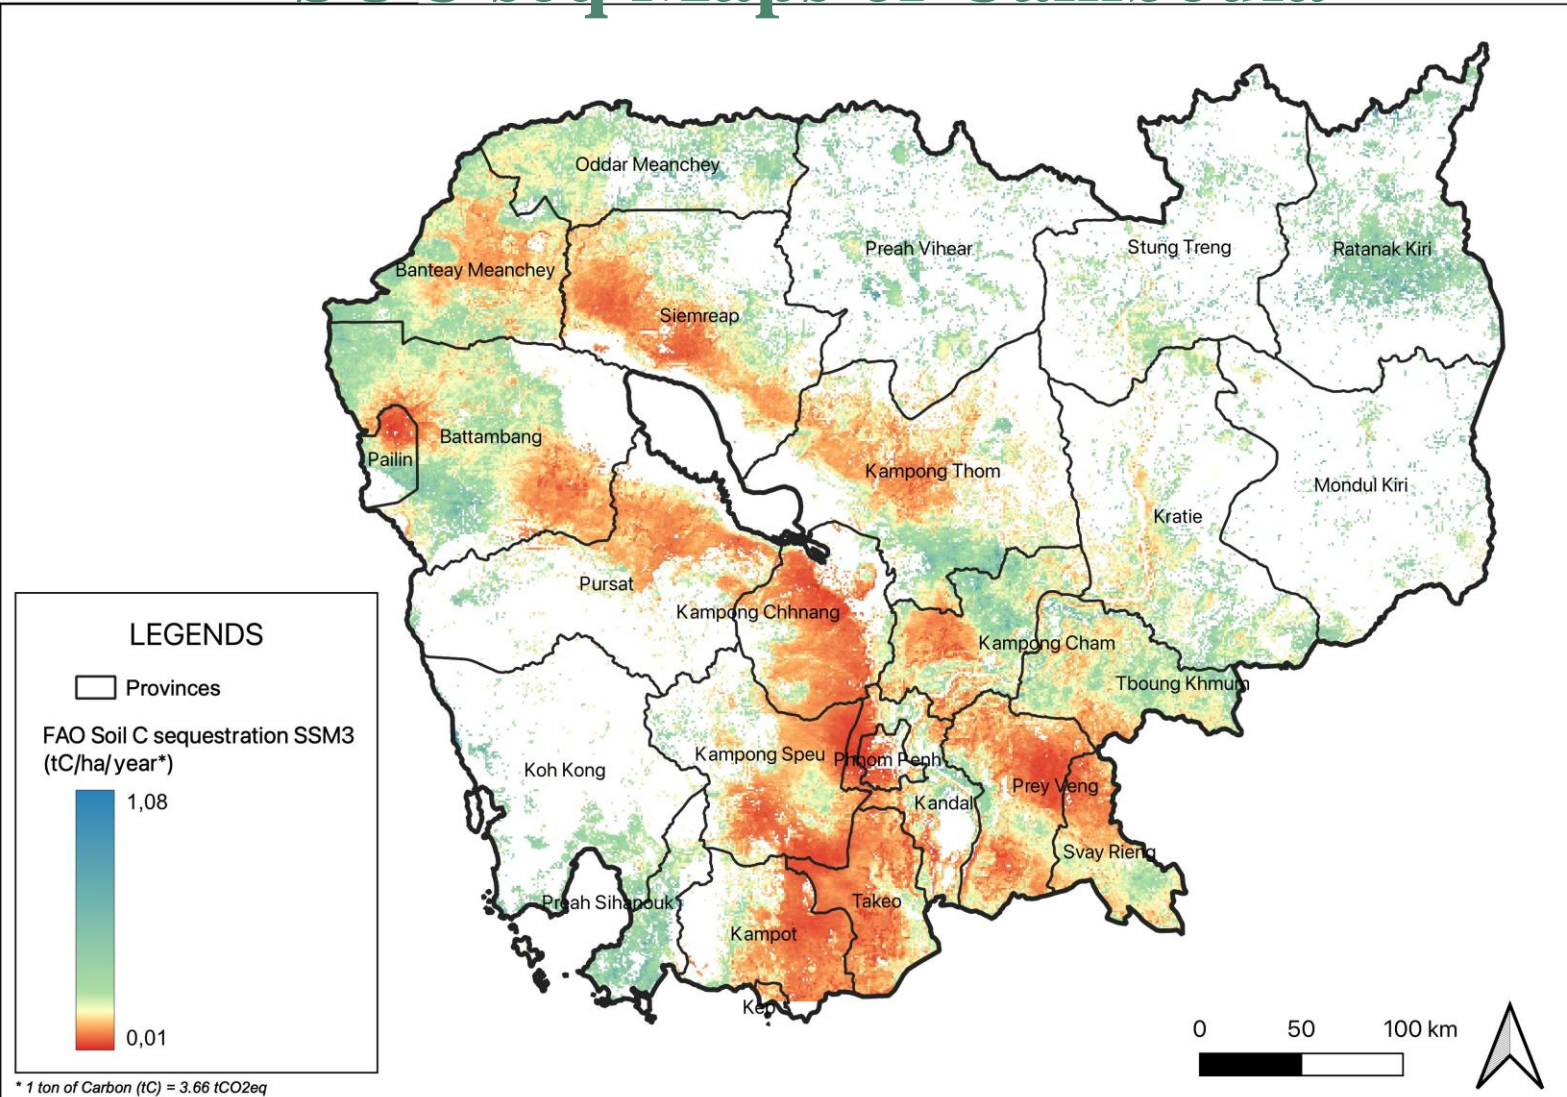 Maps of Cambodia
Oddar Meanchey
Preah Vihear
Stung Treng
Ratanak Kiri
Banteay Meanchey
Siemreap
Battambang
Pailin
Kampong Thom
Mondul Kiri
Kratie
Pursat
Kampong Chhnang
Kampong Cham
Tboung Khmum
Kampong Speu
Phnom Penh
Koh Kong
Prey Veng
Kandal
Svay Rieng
Preah Sihanouk
Takeo
Kampot
Kep
LEGENDS
Provinces
FAO Soil C sequestration SSM3
(tC/ha/year*)
1,08
0,01
0 50 100 km
* 1 ton of Carbon (tC) = 3.66 tCO2eq